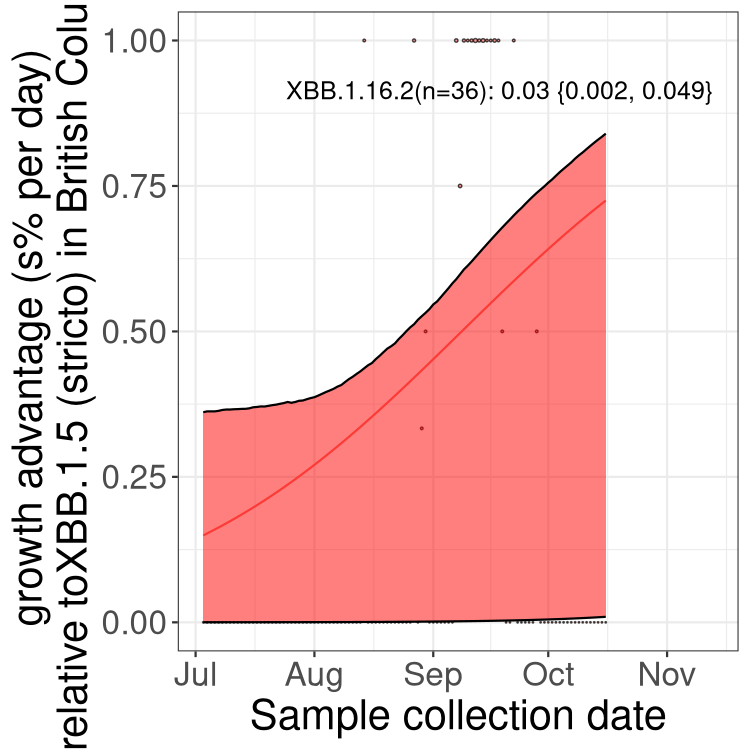 growth advantage (s% per day)
relative toXBB.1.5 (stricto) in British Colu
1.00
0.75
0.50
0.25
0.00
XBB.1.16.2(n=36): 0.03 {0.002, 0.049}
Jul Aug Sep Oct Nov
Sample collection date